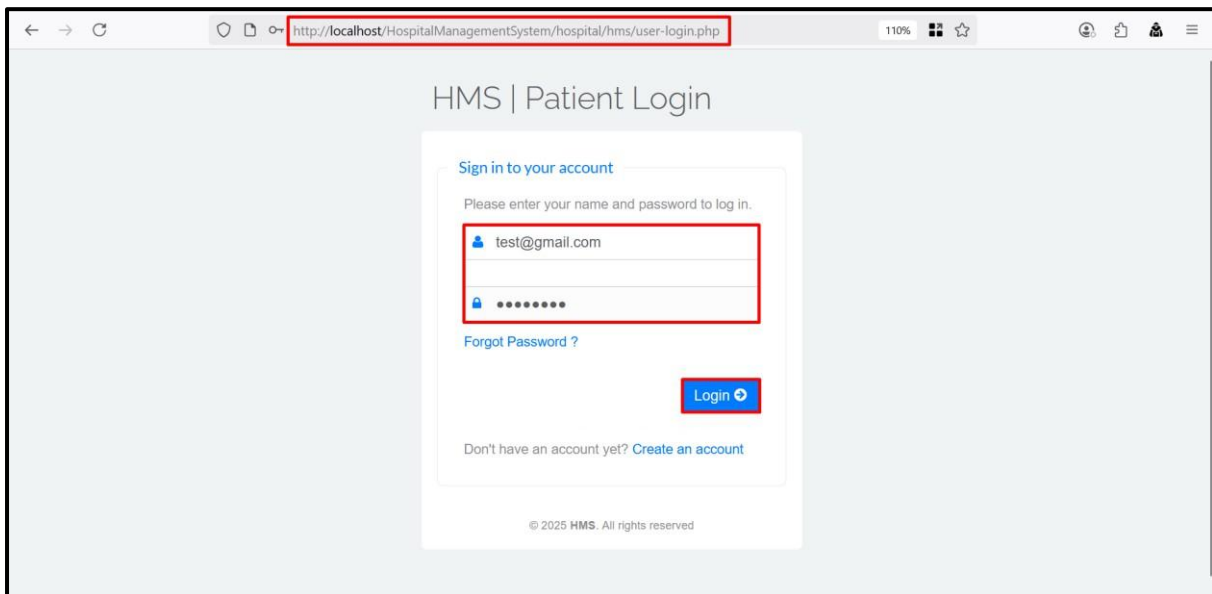 http://localhost/HospitalManagementSystem/hospital/hms/user-login.php 110%
HMS | Patient Login
Sign in to your account
Please enter your name and password to log in.
test@gmail.com
••••••••
Forgot Password ?
Login
Don't have an account yet? Create an account
© 2025 HMS. All rights reserved